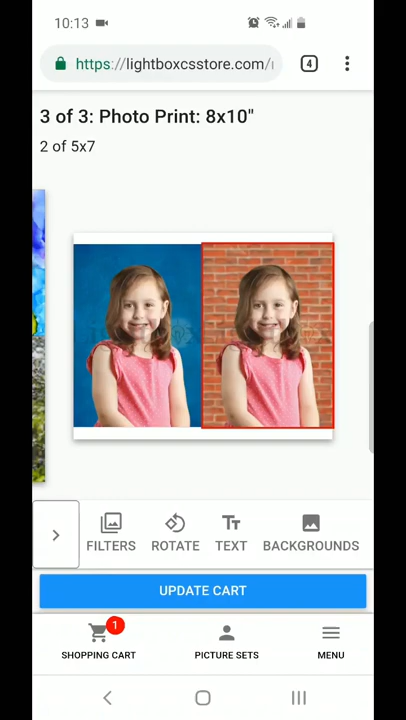 10:13
4
https://lightboxcsstore.com/
3 of 3: Photo Print: 8x10"
2 of 5x7
FILTERS
ROTATE
TEXT
BACKGROUNDS
UPDATE CART
1
SHOPPING CART
PICTURE SETS
MENU